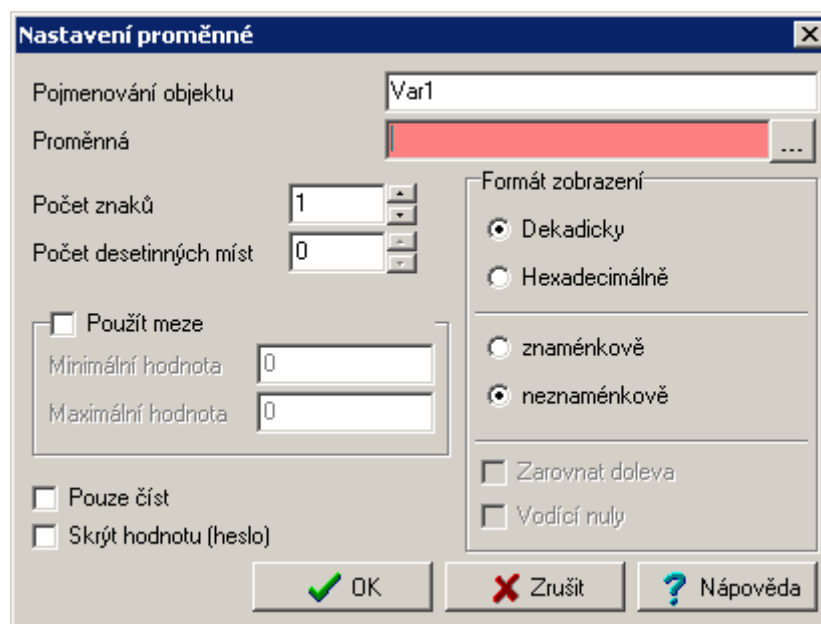 Nastavení proměnné
Pojmenování objektu
Var1
Proměnná
...
Počet znaků
1
Počet desetinných míst
0
Použít meze
Minimální hodnota
0
Maximální hodnota
0
Pouze číst
Skrýt hodnotu (heslo)
Formát zobrazení
Dekadicky
Hexadecimálně
znaménkově
neznaménkově
Zarovnat doleva
Vodící nuly
OK
Zrušit
Nápověda